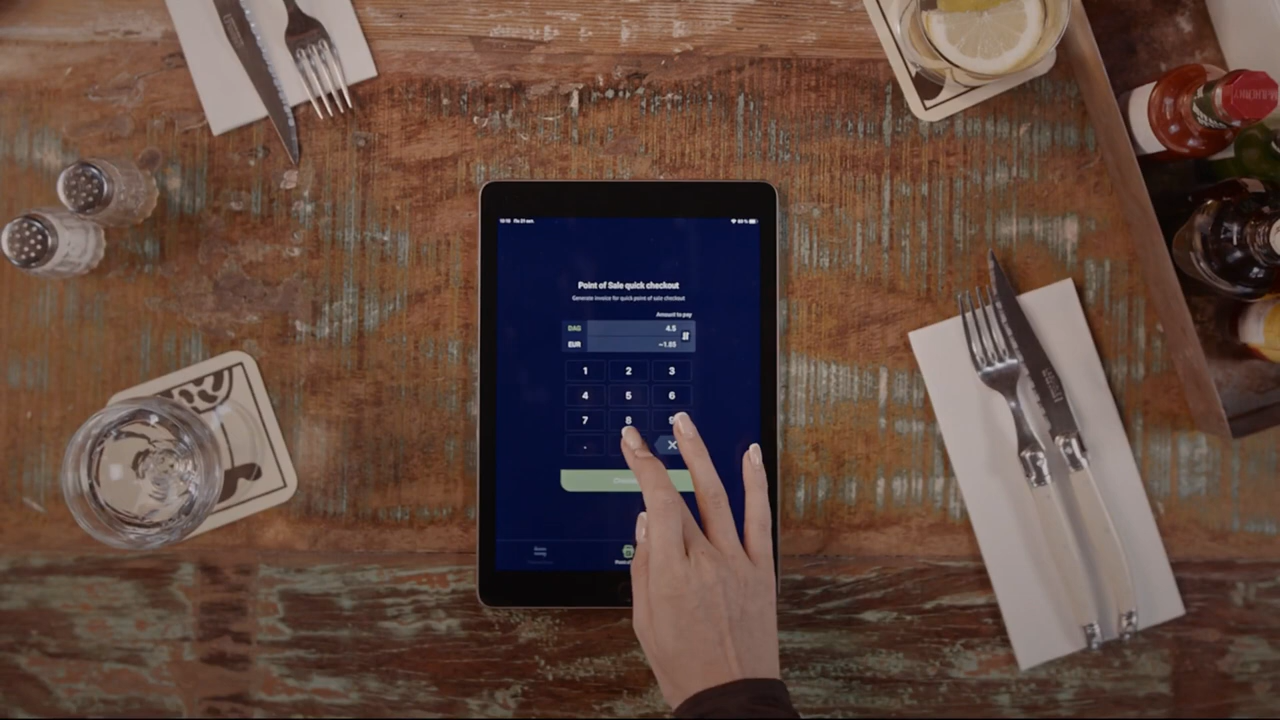 Point of Sale quick checkout
Generate invoice for quick point of sale checkout
Amount to pay
DAG 4.5
EUR ~1.05
1 2 3
4 5 6
7 8 9
.